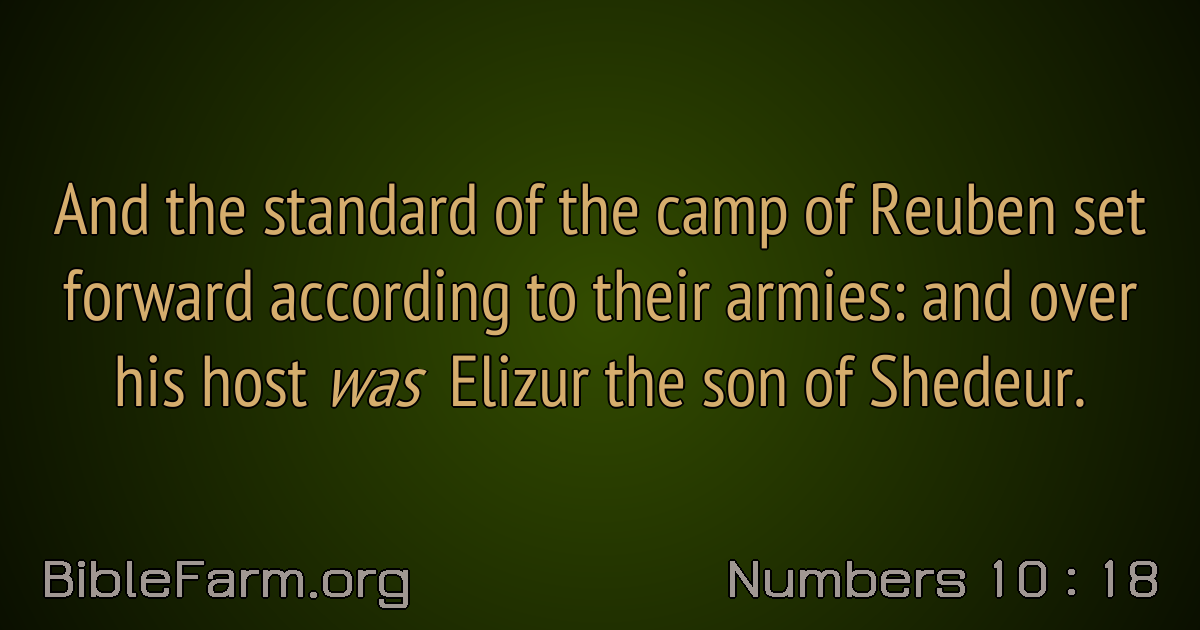 And the standard of the camp of Reuben set
forward according to their armies: and over
his host was Elizur the son of Shedeur.
BibleFarm.org
Numbers 10 : 18